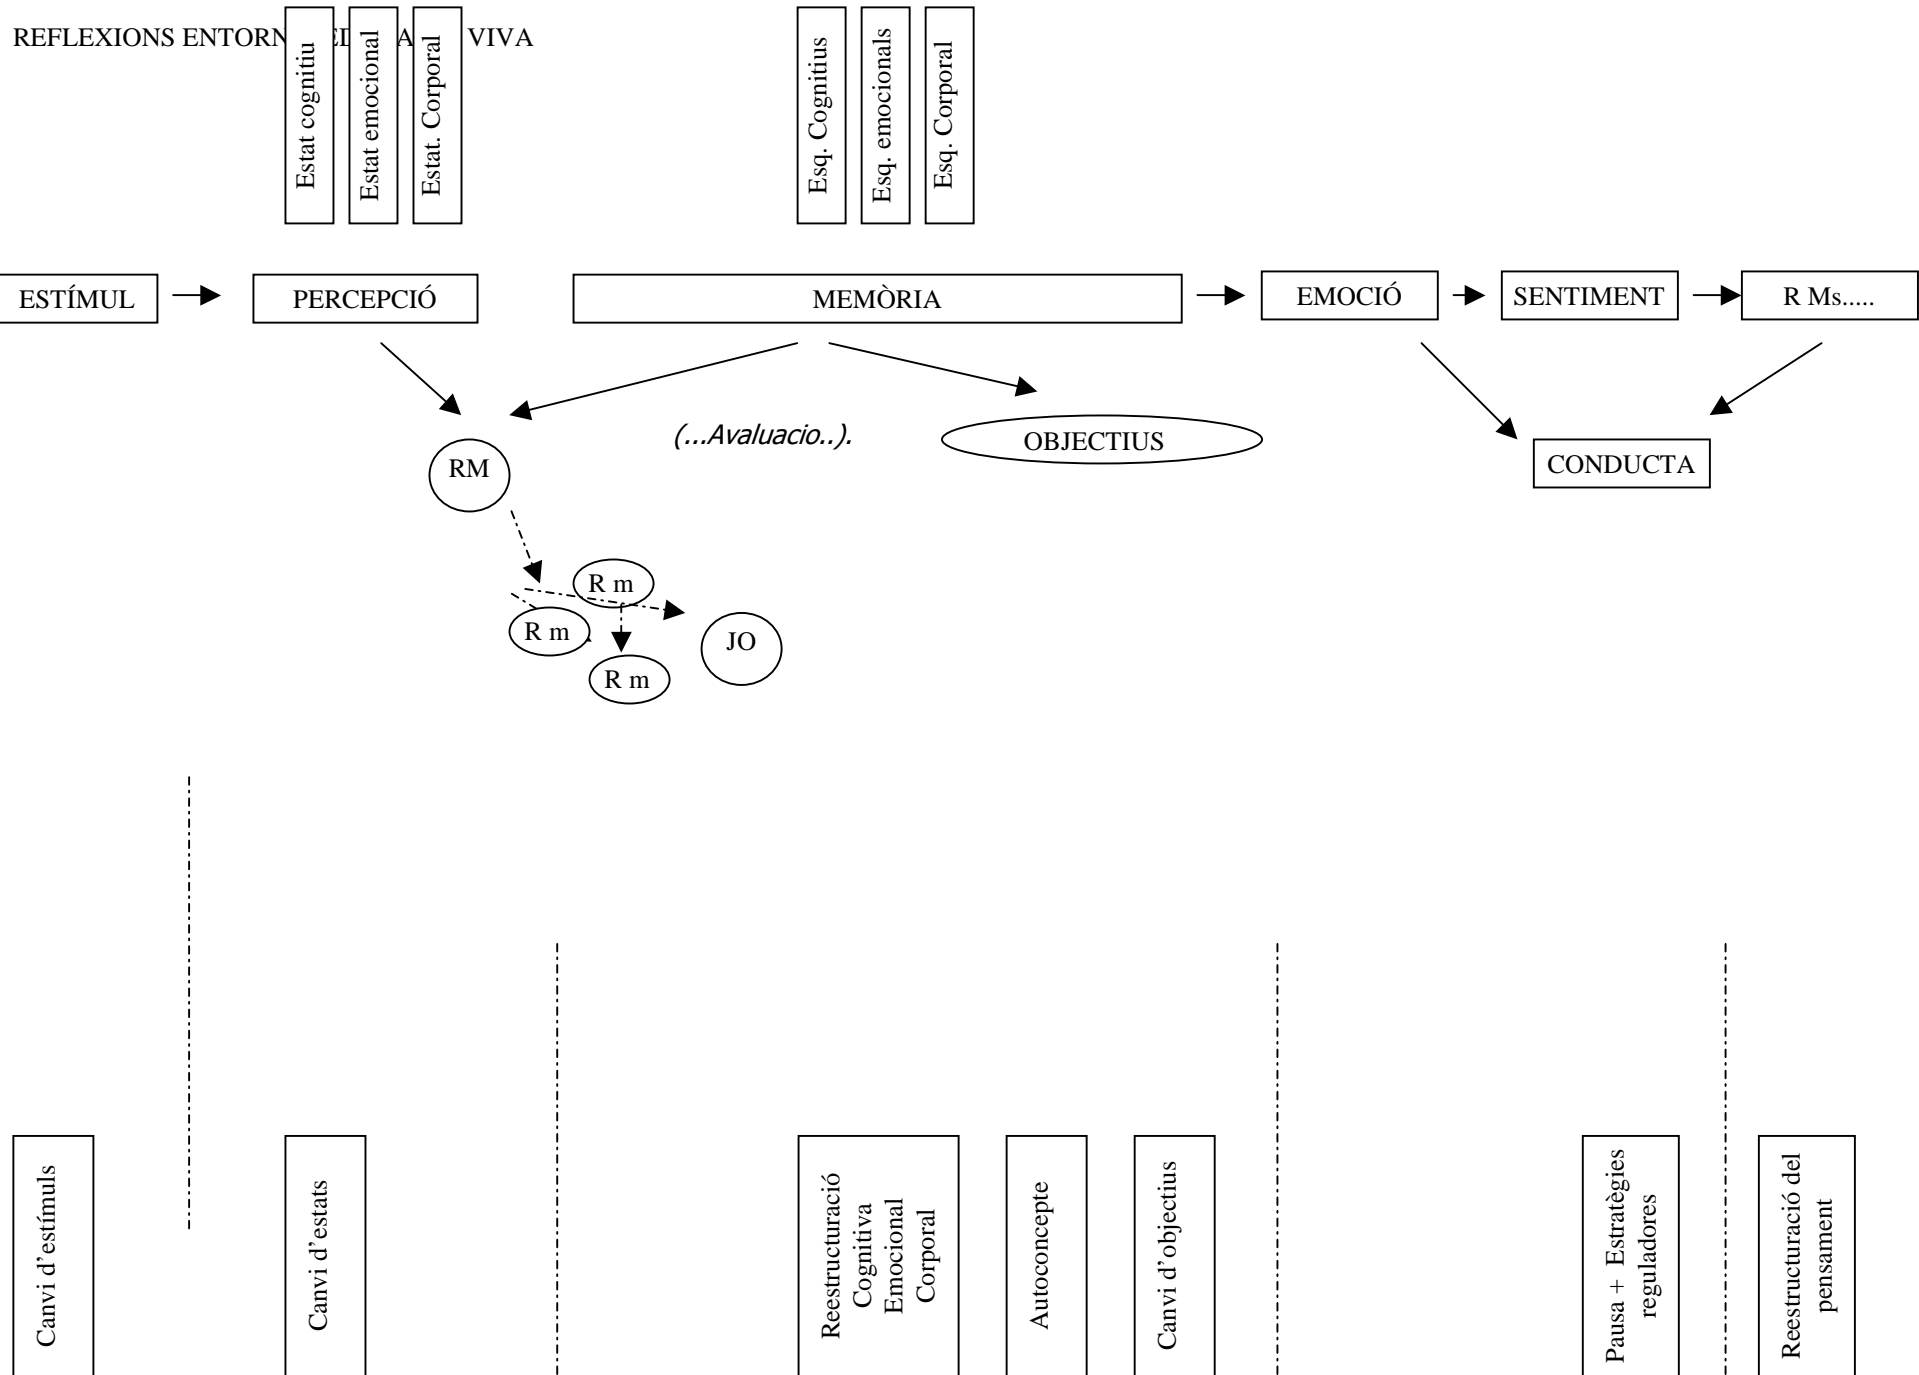 REFLEXIONS ENTORN VIVA
Estat cognitiu
Estat emocional
Estat. Corporal
Esq. Cognitius
Esq. emocionals
Esq. Corporal
ESTÍMUL
PERCEPCIÓ
MEMÒRIA
EMOCIÓ
SENTIMENT
R Ms.....
RM
(...Avaluacio..).
OBJECTIUS
CONDUCTA
R m
R m
R m
JO
Canvi d’estímuls
Canvi d’estats
Reestructuració
Cognitiva
Emocional
Corporal
Autoconcepte
Canvi d’objectius
Pausa + Estratègies
reguladores
Reestructuració del
pensament